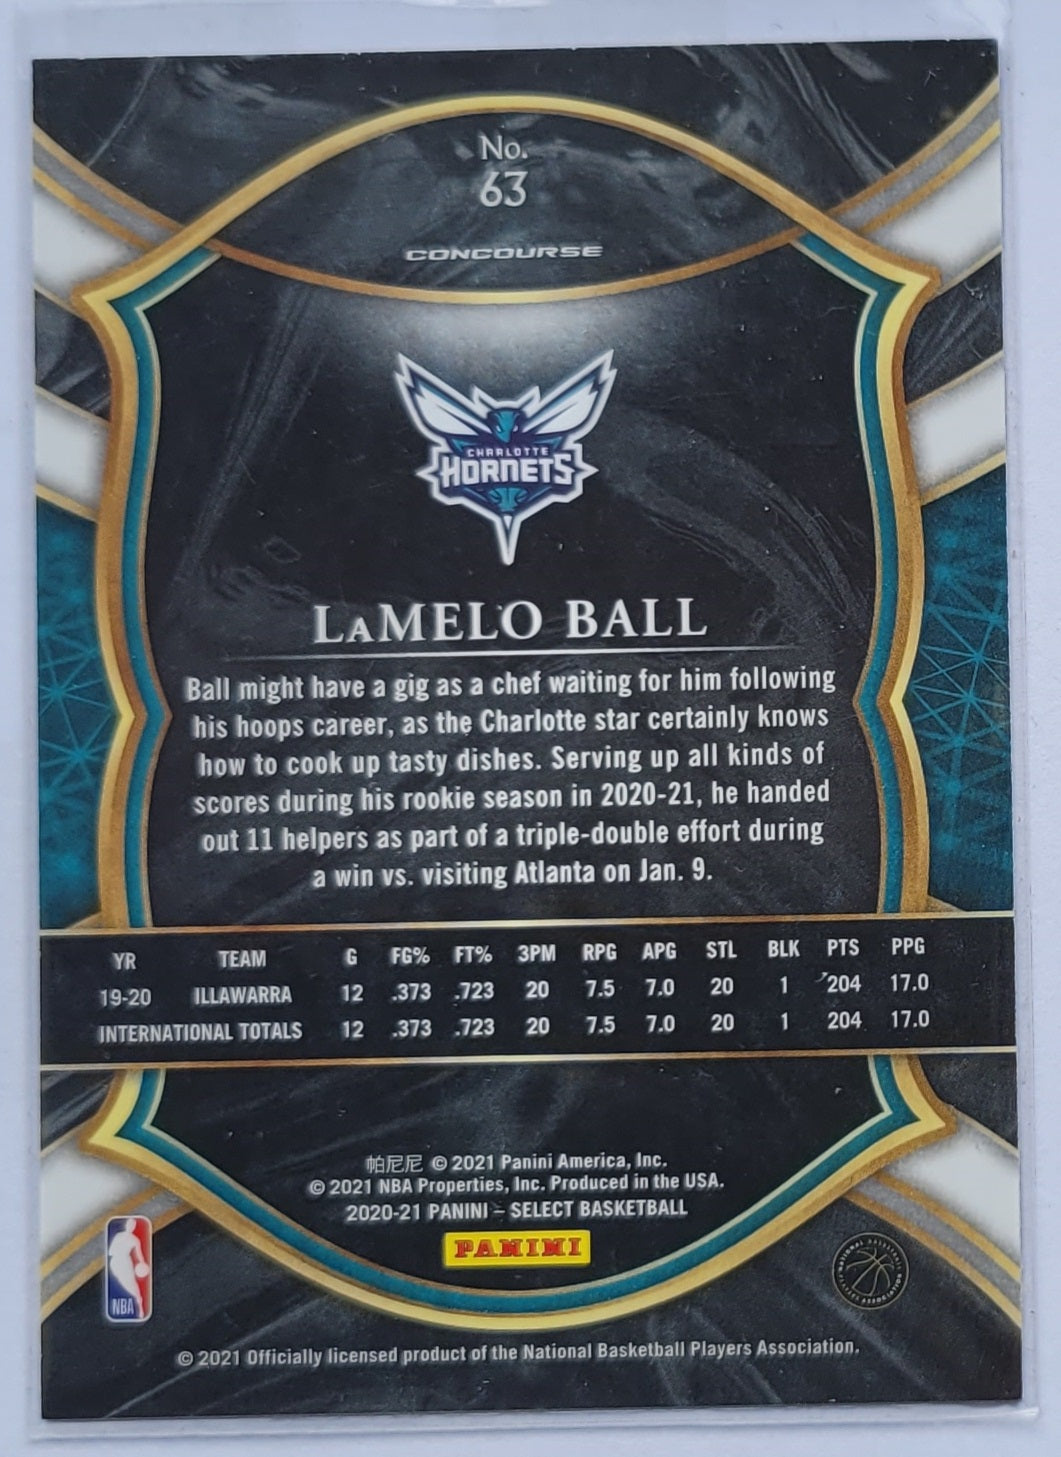 No.
63
CONCOURSE
CHARLOTTE
HORNETS
LaMELO BALL
Ball might have a gig as a chef waiting for him following
his hoops career, as the Charlotte star certainly knows
how to cook up tasty dishes. Serving up all kinds of
scores during his rookie season in 2020-21, he handed
out 11 helpers as part of a triple-double effort during
a win vs. visiting Atlanta on Jan. 9.
YR TEAM G FG% FT% 3PM RPG APG STL BLK PTS PPG
19-20 ILLAWARRA 12 .373 .723 20 7.5 7.0 20 1 204 17.0
INTERNATIONAL TOTALS 12 .373 .723 20 7.5 7.0 20 1 204 17.0
帕尼尼 © 2021 Panini America, Inc.
© 2021 NBA Properties, Inc. Produced in the USA.
2020-21 PANINI – SELECT BASKETBALL
PANINI
NBA
NATIONAL BASKETBALL PLAYERS ASSOCIATION
© 2021 Officially licensed product of the National Basketball Players Association.